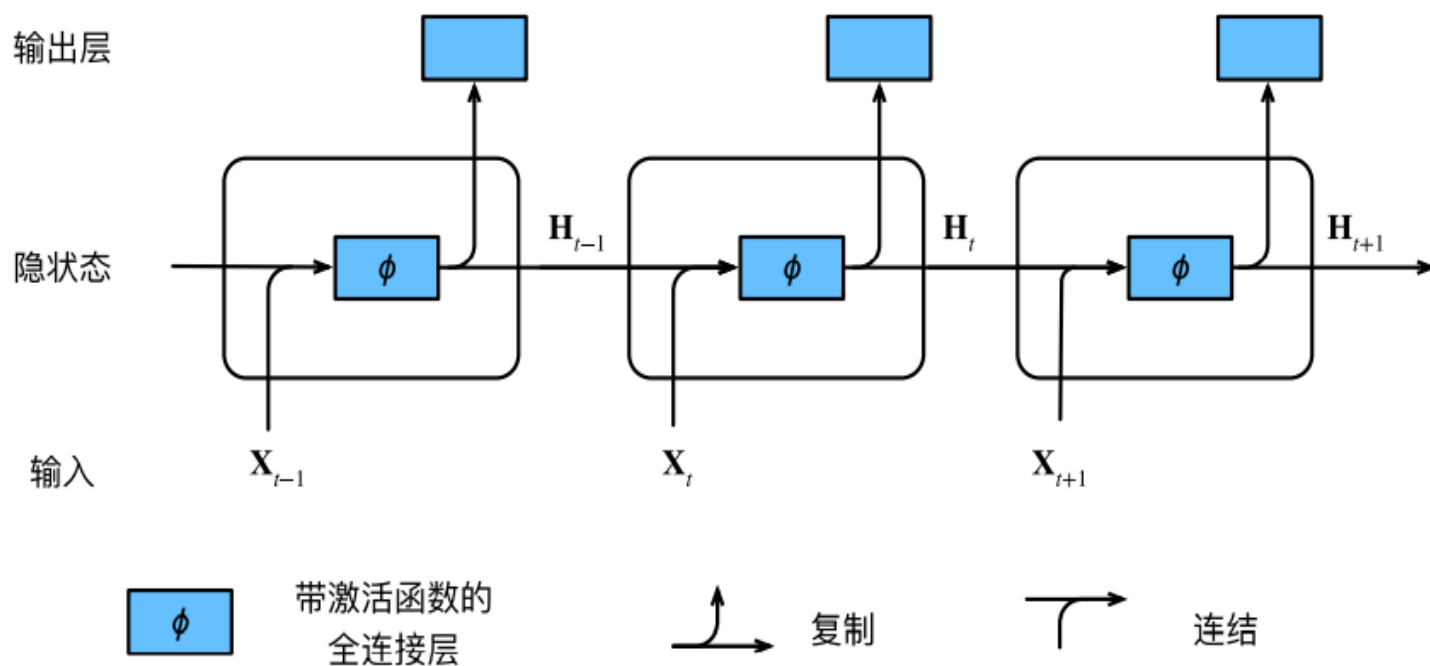 输出层
隐状态
ϕ
H_{t-1}
ϕ
H_t
ϕ
H_{t+1}
输入
X_{t-1}
X_t
X_{t+1}
ϕ
带激活函数的
全连接层
复制
连结